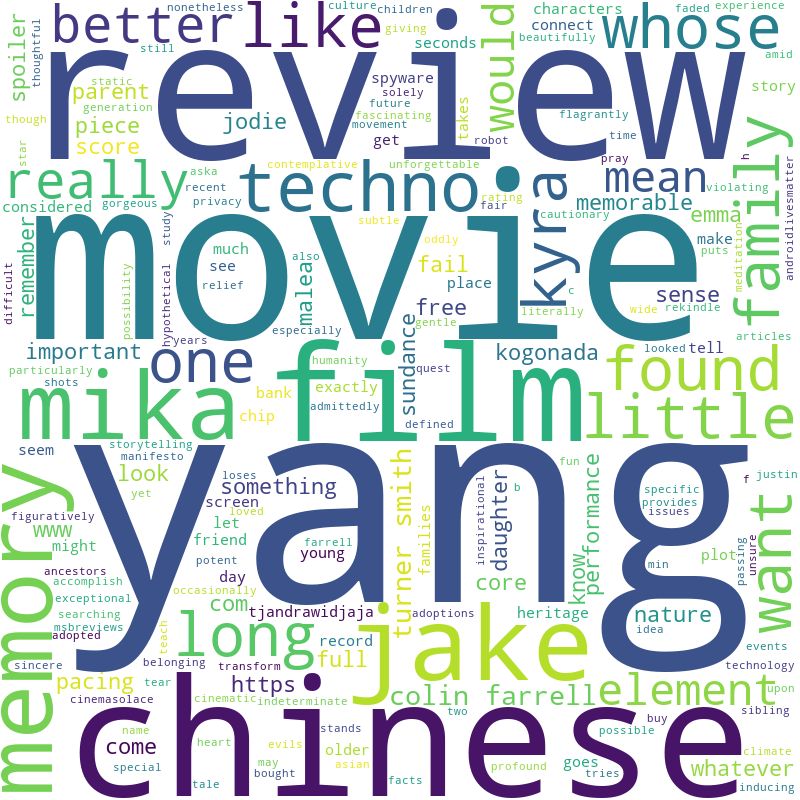 nonetheless
culture
children
better
like
whose
characters
connect
faded
experience
giving
beautifully
still
seconds
amid
spoiler
thoughtful
review
would
static
spyware
parent
solely
story
generation
future
takes
though
piece
jodie
fascinating
flagrantly
movement
robot
time
score
get
star
aska
contemplative
unforgettable
pray
h
really
techno
kyra
mean
family
violating
considered
recent
rating
memorable
gorgeous
privacy
study
subtle
fair
cautionary
emma
androidlivesmatter
remember
movie
much
also
oddly
make
puts
meditation
difficult
possibility
hypothetical
see
maleac
fail
place
sense
relief
free
c
wide
rekindle
especially
gentle
literally
important
years
one
film
sundance
kogonada
looked
tell
articles
particularly
shots
humanity
quest
found
mika
bank
exactly
chip
admittedly
defined
little
seem
storytelling
manifesto
yang
memory
look
yet
loses
something
turner smith
fun
justin
figuratively
www
loved
screen
families
inspirational
daughter
b
performance
specific
f
provides
issues
want
might
let
farrell
friend
potent
young
know
plot
passing
unsure
ancestors
accomplish
day
core
min
exceptional
occasionally
searching
com
tjandrawidjaja
adoptions
heritage
nature
msbreviews
adopted
teach
long
jake
record
idea
sincere
belonging
full
events
pacing
tear
transform
element
technology
cinemasolace
https
cinematic
indeterminate
colin farrell
upon
sibling
chinese
name
stands
two
buy
possible
come
heart
evils
older
climate
special
may
asian
goes
whatever
bought
profound
tries
tale
facts
inducing